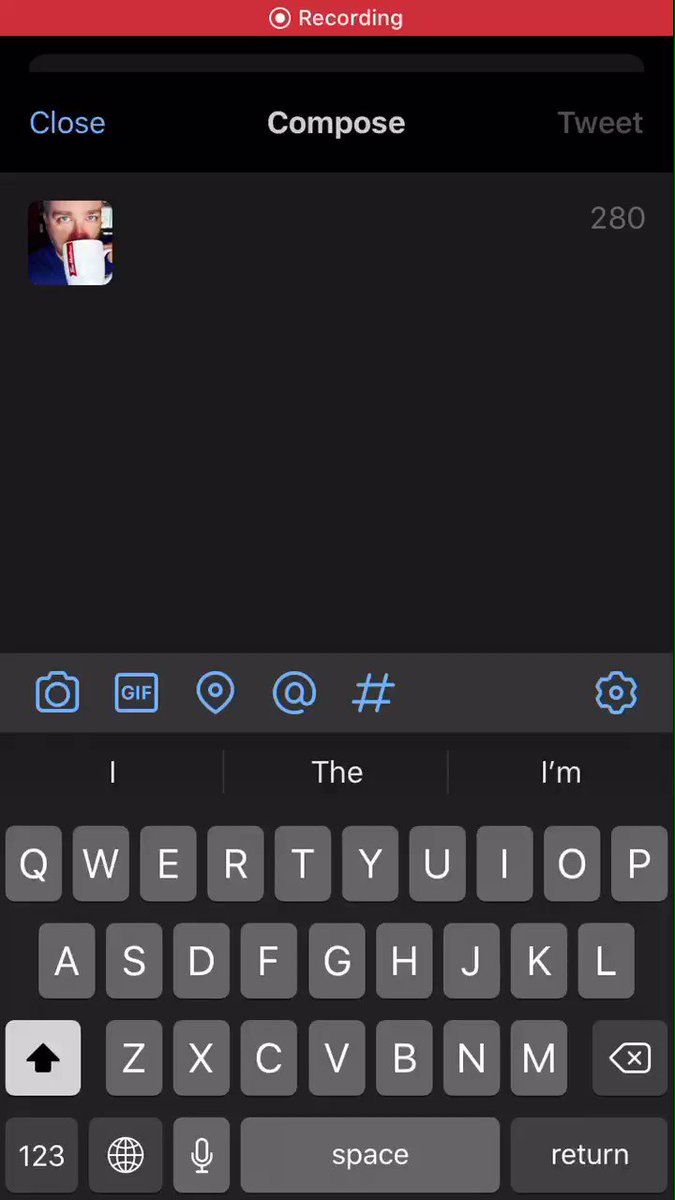 Recording
Close Compose Tweet
280
GIF @ #
I The I’m
Q W E R T Y U I O P
A S D F G H J K L
Z X C V B N M
123 space return